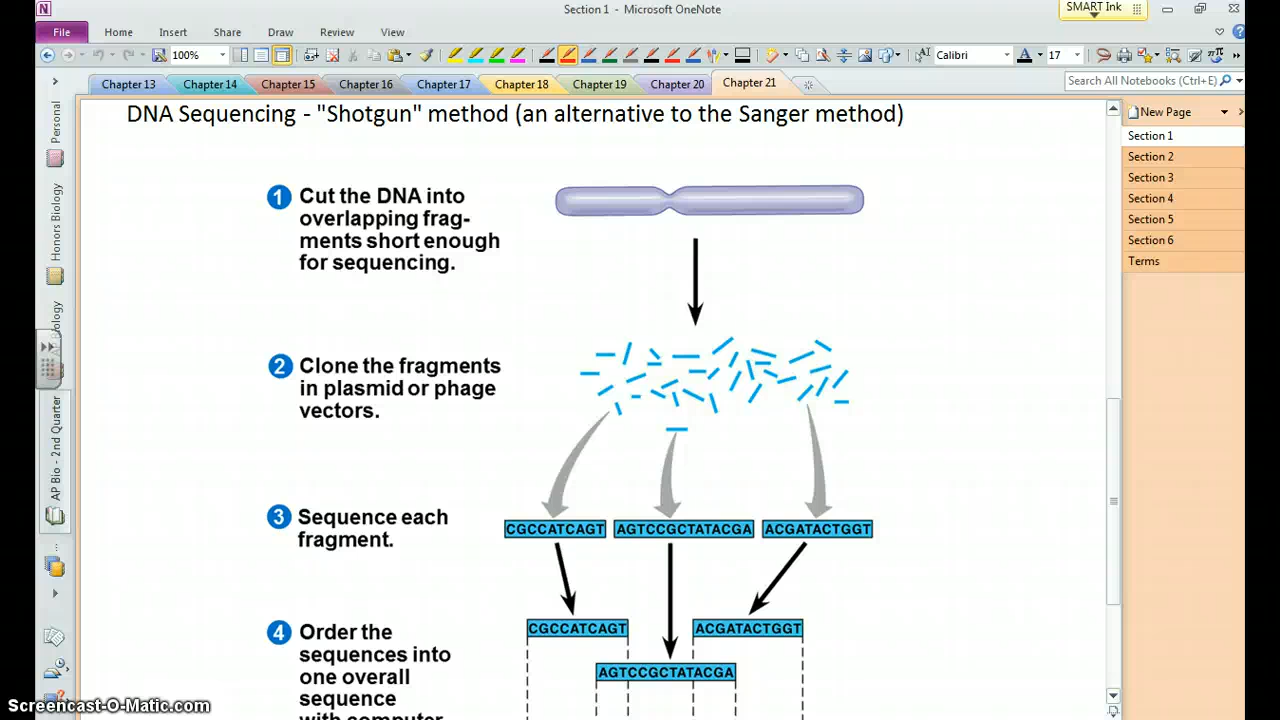 Section 1 - Microsoft OneNote
SMART Ink
File Home Insert Share Draw Review View
100%
Calibri
17
Chapter 13 Chapter 14 Chapter 15 Chapter 16 Chapter 17 Chapter 18 Chapter 19 Chapter 20 Chapter 21
Search All Notebooks (Ctrl+E)
DNA Sequencing - "Shotgun" method (an alternative to the Sanger method)
New Page
Section 1
Section 2
Section 3
Section 4
Section 5
Section 6
Terms
Personal
Honors Biology
AP Bio - 2nd Quarter
1 Cut the DNA into
overlapping frag-
ments short enough
for sequencing.
2 Clone the fragments
in plasmid or phage
vectors.
3 Sequence each
fragment.
CGCCATCAGT AGTCCGCTATACGA ACGATACTGGT
4 Order the
sequences into
one overall
sequence
with computer
CGCCATCAGT ACGATACTGGT
AGTCCGCTATACGA
Screencast-O-Matic.com